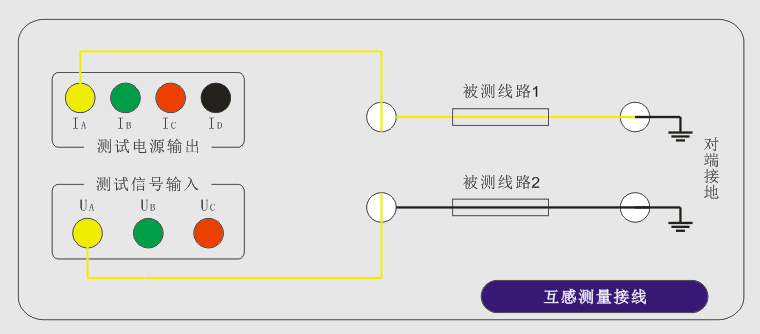 被测线路1
IA IB IC ID
测试电源输出
对端接地
测试信号输入
被测线路2
UA UB UC
互感测量接线